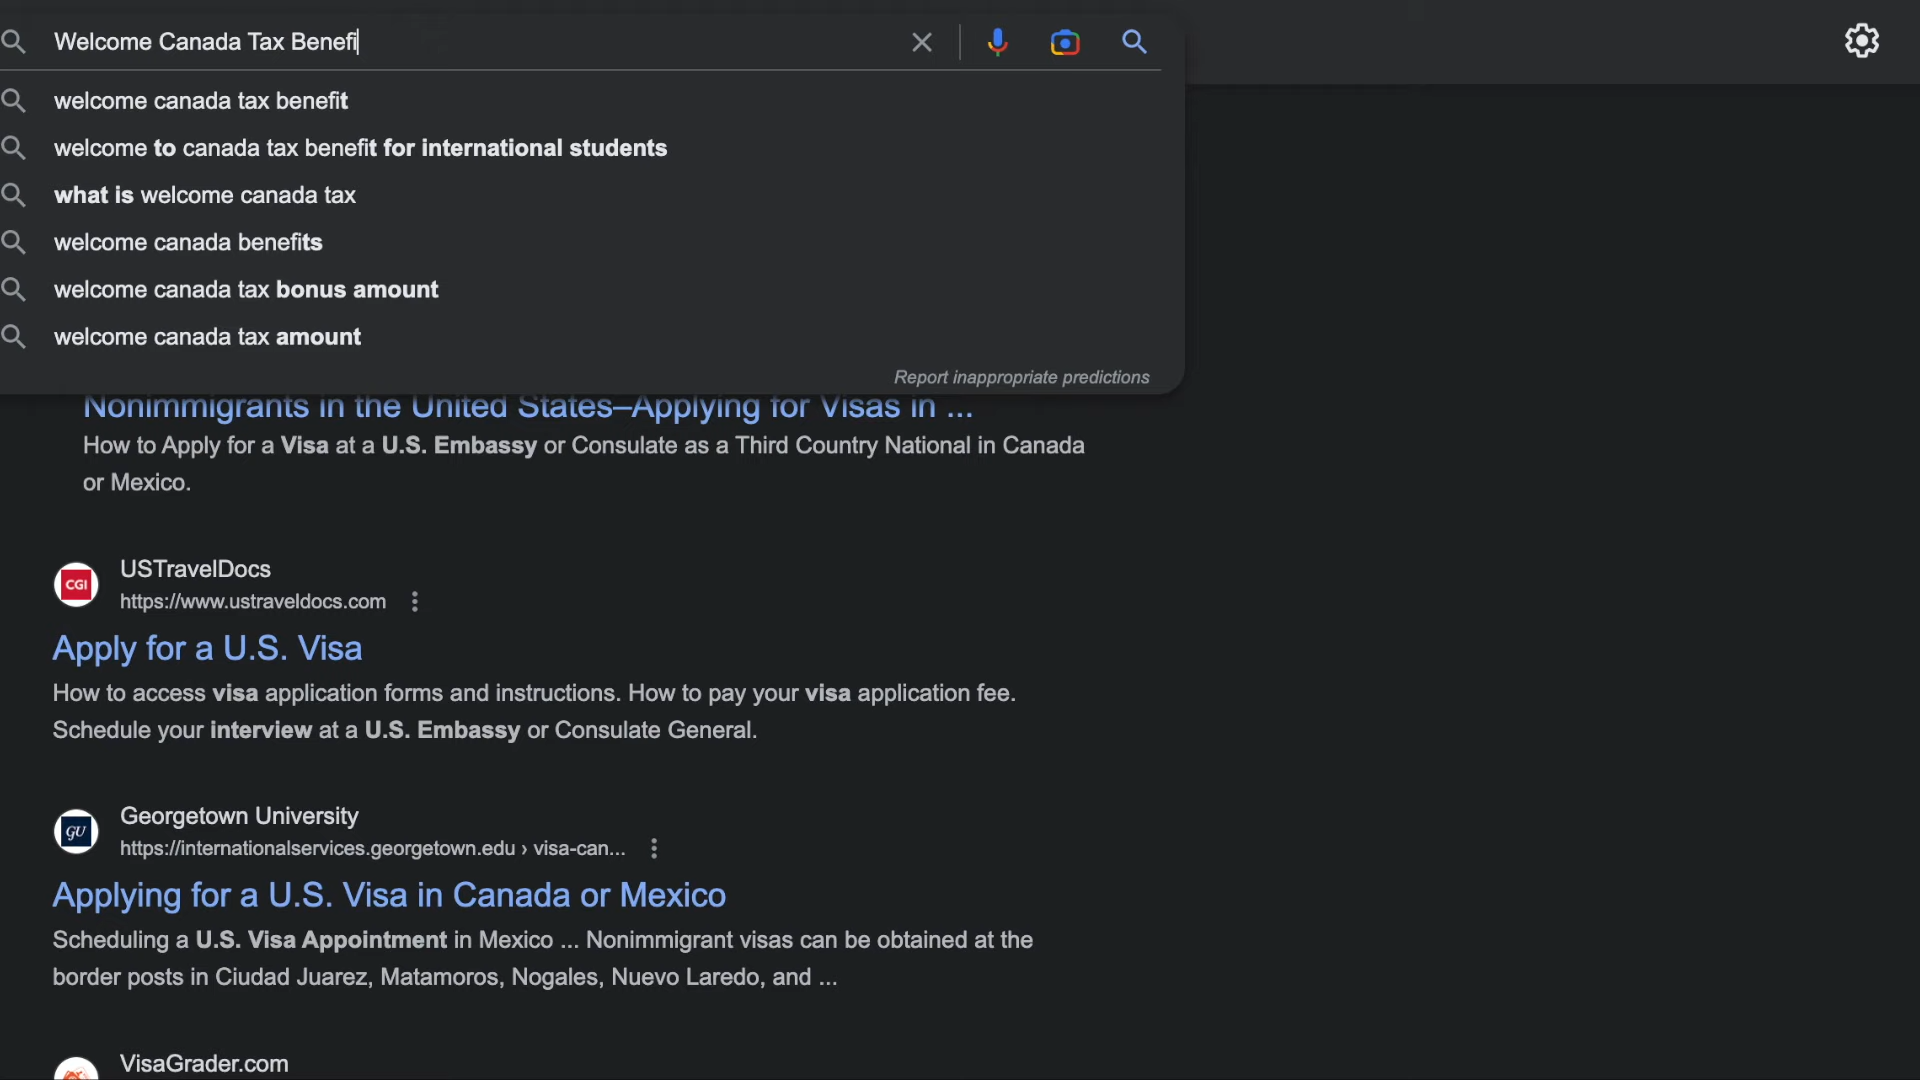 Welcome Canada Tax Benefi
welcome canada tax benefit
welcome to canada tax benefit for international students
what is welcome canada tax
welcome canada benefits
welcome canada tax bonus amount
welcome canada tax amount
Report inappropriate predictions
Nonimmigrants in the United States–Applying for Visas in ...
How to Apply for a Visa at a U.S. Embassy or Consulate as a Third Country National in Canada
or Mexico.
CGI
USTravelDocs
https://www.ustraveldocs.com
Apply for a U.S. Visa
How to access visa application forms and instructions. How to pay your visa application fee.
Schedule your interview at a U.S. Embassy or Consulate General.
GU
Georgetown University
https://internationalservices.georgetown.edu › visa-can...
Applying for a U.S. Visa in Canada or Mexico
Scheduling a U.S. Visa Appointment in Mexico ... Nonimmigrant visas can be obtained at the
border posts in Ciudad Juarez, Matamoros, Nogales, Nuevo Laredo, and ...
VisaGrader.com